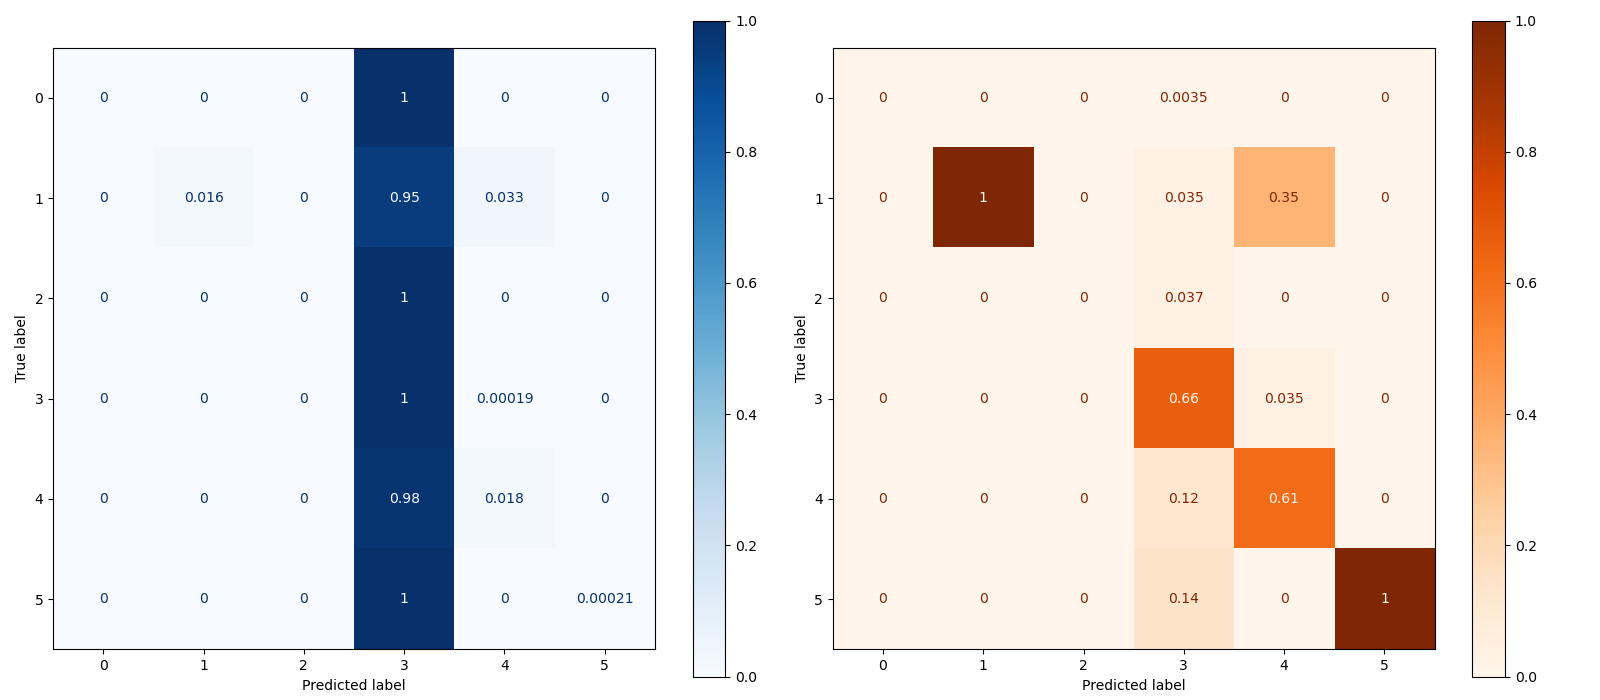 0 0 0 0 1 0 0
1 0 0.016 0 0.95 0.033 0
2 0 0 0 1 0 0
3 0 0 0 1 0.00019 0
4 0 0 0 0.98 0.018 0
5 0 0 0 1 0 0.00021
0 1 2 3 4 5
True label
Predicted label
1.0
0.8
0.6
0.4
0.2
0.0
0 0 0 0 0.0035 0 0
1 0 1 0 0.035 0.35 0
2 0 0 0 0.037 0 0
3 0 0 0 0.66 0.035 0
4 0 0 0 0.12 0.61 0
5 0 0 0 0.14 0 1
0 1 2 3 4 5
True label
Predicted label
1.0
0.8
0.6
0.4
0.2
0.0